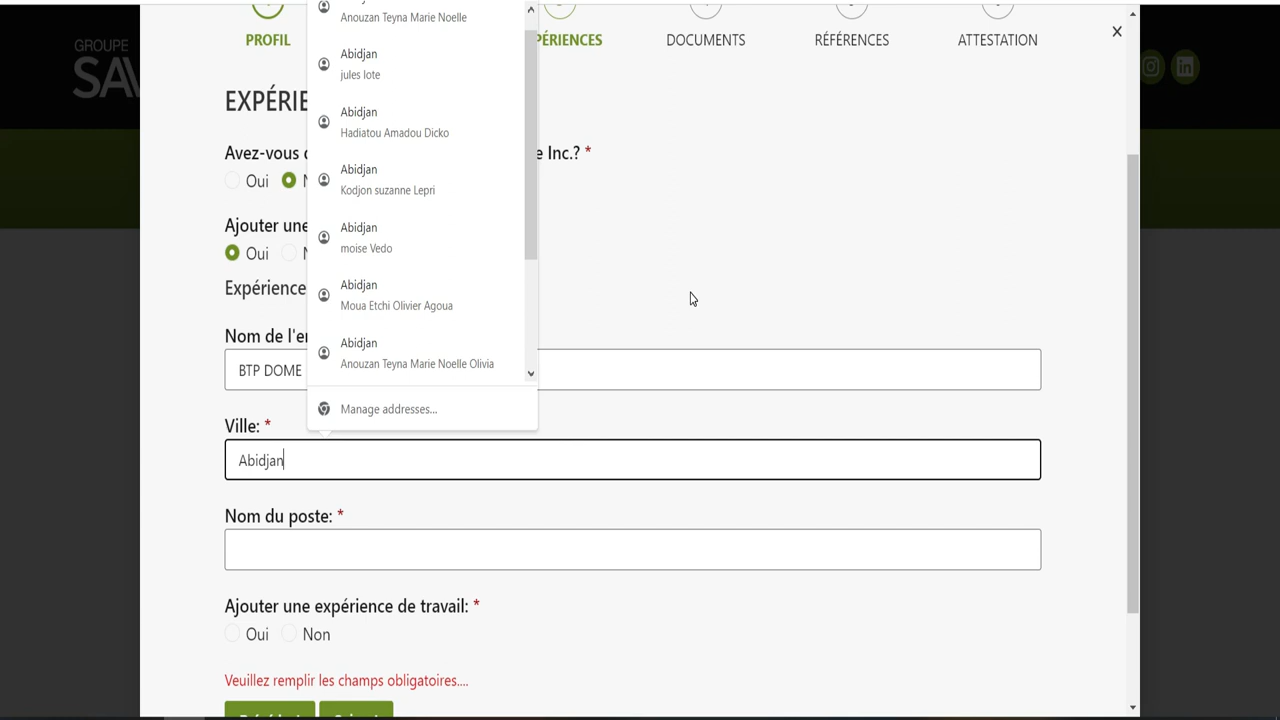 GROUPE
SAV
PROFIL
PÉRIENCES
DOCUMENTS
RÉFÉRENCES
ATTESTATION
Anouzan Teyna Marie Noelle
Abidjan
jules lote
Abidjan
Hadiatou Amadou Dicko
Abidjan
Kodjon suzanne Lepri
Abidjan
moise Vedo
Abidjan
Moua Etchi Olivier Agoua
Abidjan
Anouzan Teyna Marie Noelle Olivia
Manage addresses...
EXPÉRIE
Avez-vous e Inc.? *
Oui
Ajouter une
Oui
Expérience
Nom de l'e
BTP DOME
Ville: *
Abidjan
Nom du poste: *
Ajouter une expérience de travail: *
Oui Non
Veuillez remplir les champs obligatoires....